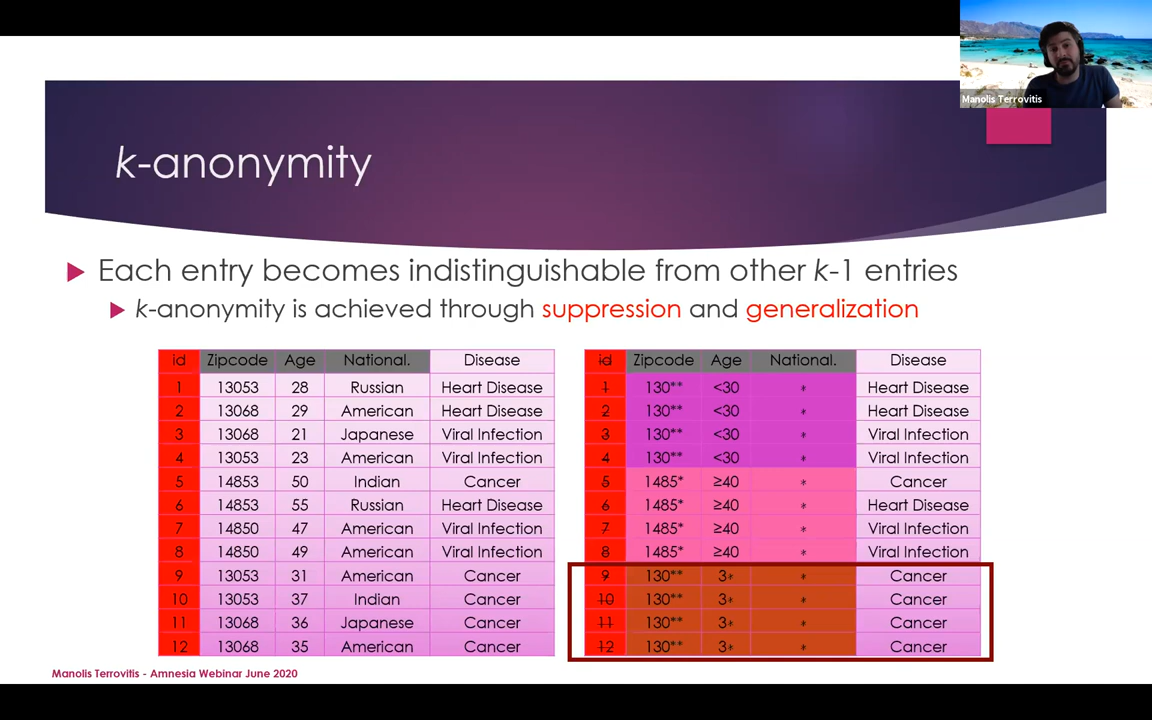 Manolis Terrovitis
k-anonymity
Each entry becomes indistinguishable from other k-1 entries
k-anonymity is achieved through suppression and generalization
id Zipcode Age National. Disease
1 13053 28 Russian Heart Disease
2 13068 29 American Heart Disease
3 13068 21 Japanese Viral Infection
4 13053 23 American Viral Infection
5 14853 50 Indian Cancer
6 14853 55 Russian Heart Disease
7 14850 47 American Viral Infection
8 14850 49 American Viral Infection
9 13053 31 American Cancer
10 13053 37 Indian Cancer
11 13068 36 Japanese Cancer
12 13068 35 American Cancer
id Zipcode Age National. Disease
1 130** <30 * Heart Disease
2 130** <30 * Heart Disease
3 130** <30 * Viral Infection
4 130** <30 * Viral Infection
5 1485* ≥40 * Cancer
6 1485* ≥40 * Heart Disease
7 1485* ≥40 * Viral Infection
8 1485* ≥40 * Viral Infection
9 130** 3* * Cancer
10 130** 3* * Cancer
11 130** 3* * Cancer
12 130** 3* * Cancer
Manolis Terrovitis - Amnesia Webinar June 2020